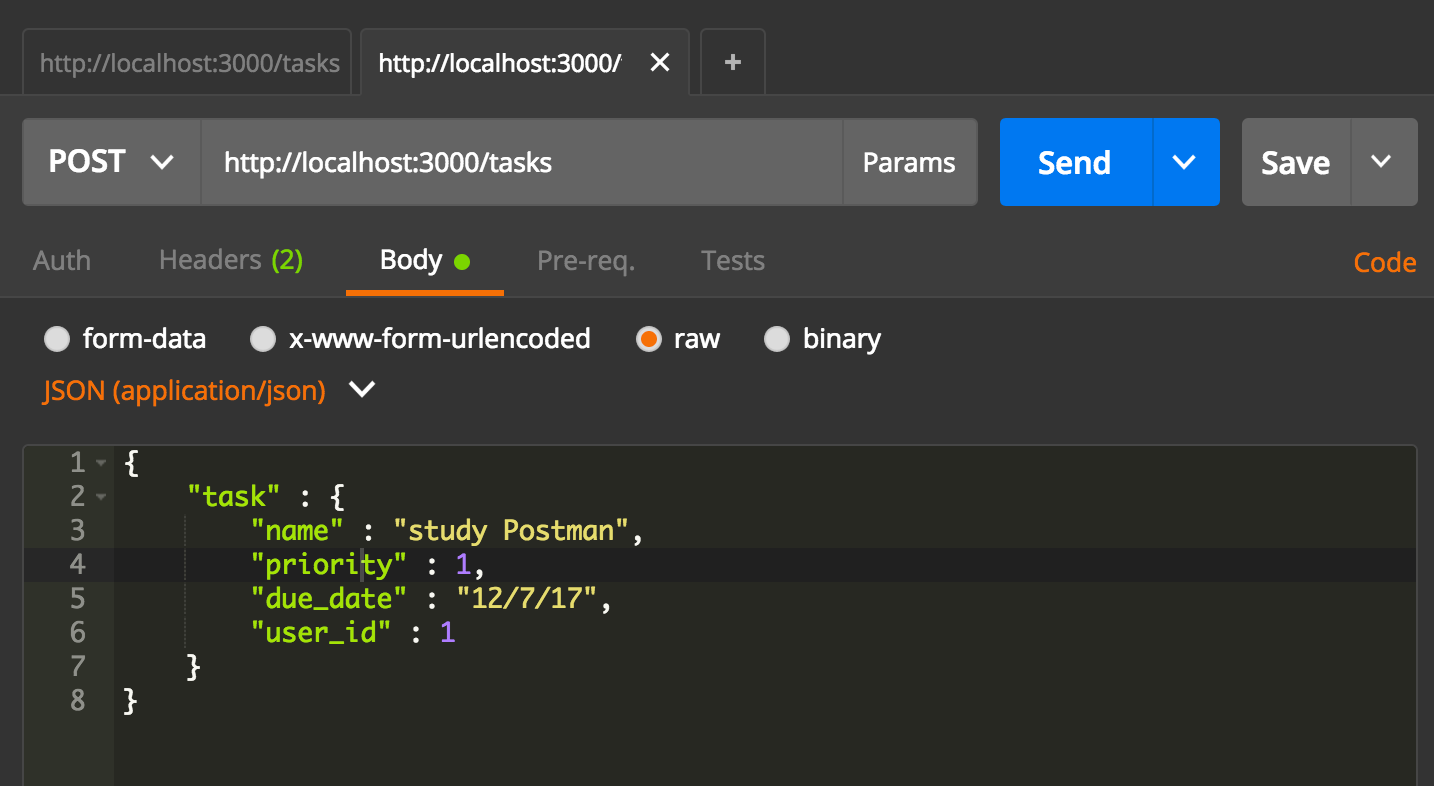 http://localhost:3000/tasks http://localhost:3000/ +
POST http://localhost:3000/tasks Params Send Save
Auth Headers (2) Body Pre-req. Tests Code
form-data x-www-form-urlencoded raw binary
JSON (application/json)
1 {
2 "task" : {
3 "name" : "study Postman",
4 "priority" : 1,
5 "due_date" : "12/7/17",
6 "user_id" : 1
7 }
8 }